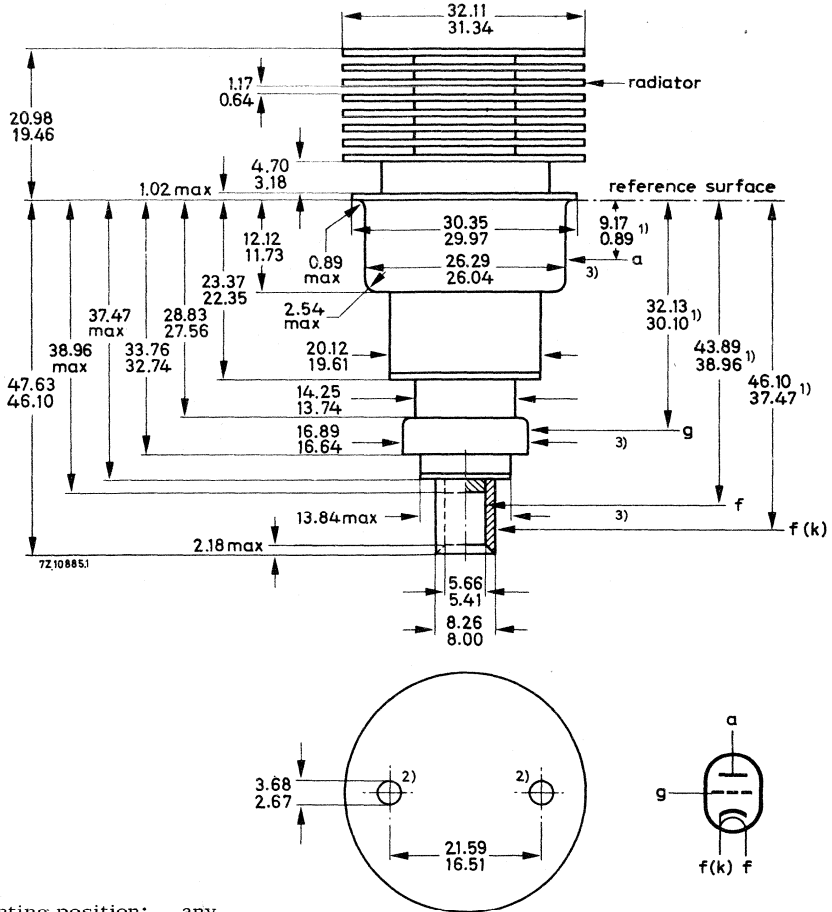 32.11
31.34
1.17
0.64
radiator
20.98
19.46
4.70
3.18
1.02 max
reference surface
30.35
29.97
9.17
0.89 1)
12.12
11.73
0.89
max
26.29
26.04
3)
a
23.37
22.35
2.54
max
32.13
30.10 1)
37.47
max
28.83
27.56
43.89
38.96 1)
38.96
max
33.76
32.74
20.12
19.61
46.10
37.47 1)
47.63
46.10
14.25
13.74
16.89
16.64
3)
g
13.84 max
3)
f
f(k)
2.18 max
7Z10885.1
5.66
5.41
8.26
8.00
a
3.68
2.67
2)
2)
g
21.59
16.51
f(k) f
nting position: any